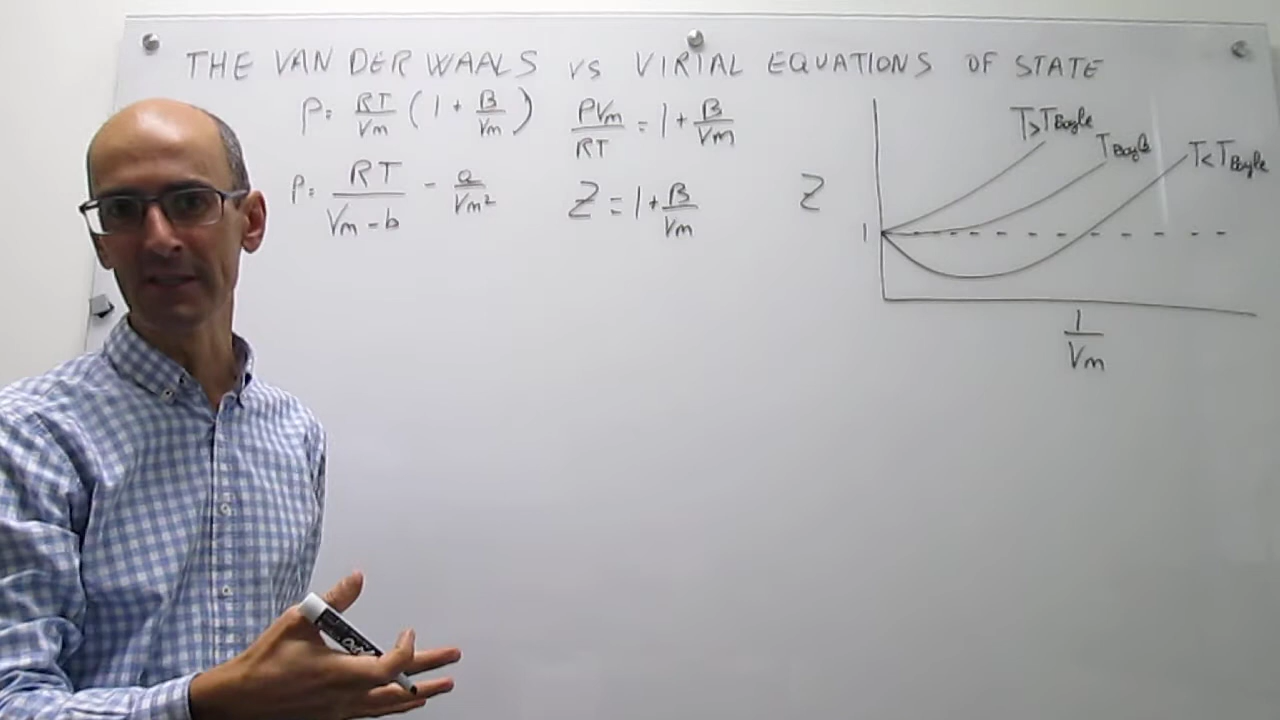 THE VAN DER WAALS vs VIRIAL EQUATIONS OF STATE
P = RT/Vm (1 + B/Vm)
PVm/RT = 1 + B/Vm
P = RT/(Vm - b) - a/Vm²
Z = 1 + B/Vm
Z
1
T > TBoyle
TBoyle
T < TBoyle
1/Vm